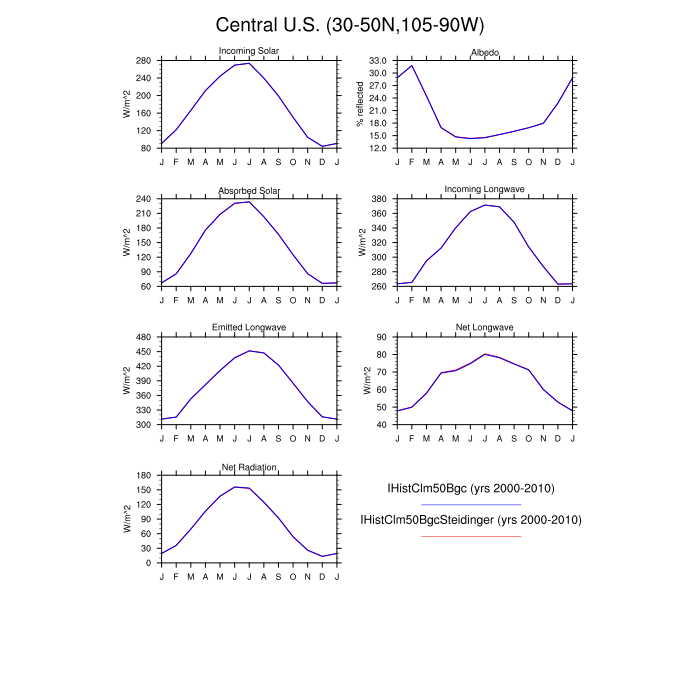 Central U.S. (30-50N,105-90W)
Incoming Solar
W/m^2
280
240
200
160
120
80
J F M A M J J A S O N D J
Albedo
% reflected
33.0
30.0
27.0
24.0
21.0
18.0
15.0
12.0
J F M A M J J A S O N D J
Absorbed Solar
W/m^2
240
210
180
150
120
90
60
J F M A M J J A S O N D J
Incoming Longwave
W/m^2
380
360
340
320
300
280
260
J F M A M J J A S O N D J
Emitted Longwave
W/m^2
480
450
420
390
360
330
300
J F M A M J J A S O N D J
Net Longwave
W/m^2
90
80
70
60
50
40
J F M A M J J A S O N D J
Net Radiation
W/m^2
180
150
120
90
60
30
0
J F M A M J J A S O N D J
IHistClm50Bgc (yrs 2000-2010)
IHistClm50BgcSteidinger (yrs 2000-2010)